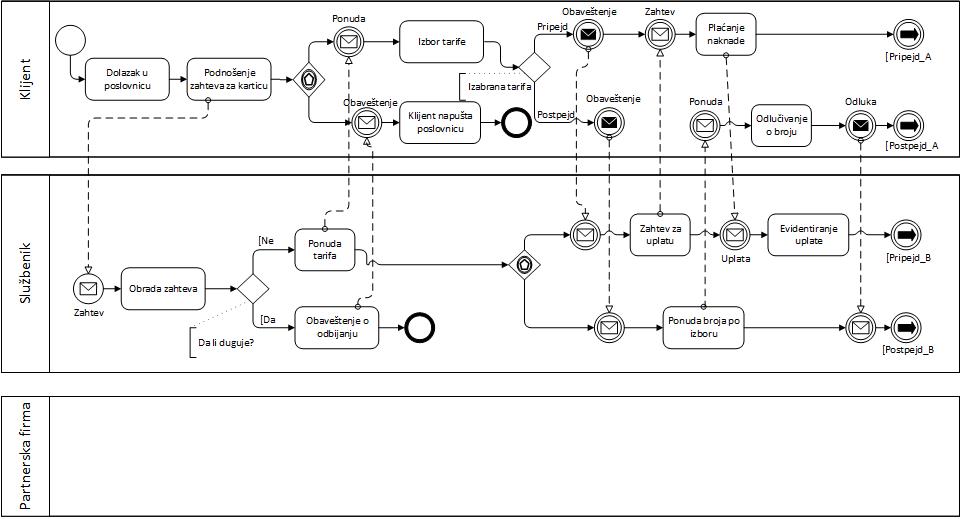 Klijent
Dolazak u
poslovnicu
Podnošenje
zahteva za karticu
Ponuda
Obaveštenje
Izbor tarife
Klijent napušta
poslovnicu
Izabrana tarifa
Pripejd
Postpejd
Obaveštenje
Obaveštenje
Zahtev
Plaćanje
naknade
Ponuda
Odlučivanje
o broju
Odluka
[Pripejd_A
[Postpejd_A
Službenik
Zahtev
Obrada zahteva
[Ne
[Da
Da li duguje?
Ponuda
tarifa
Obaveštenje o
odbijanju
Zahtev za
uplatu
Uplata
Evidentiranje
uplate
[Pripejd_B
Ponuda broja po
izboru
[Postpejd_B
Partnerska firma